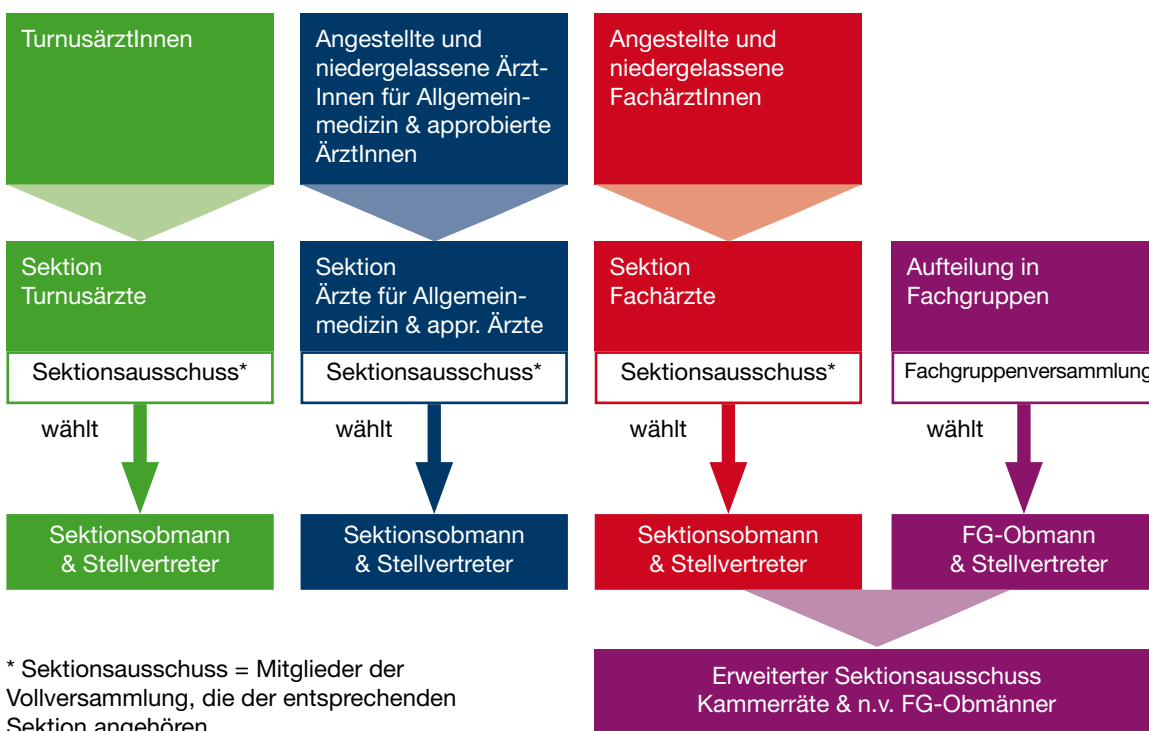 TurnusärztInnen
Angestellte und
niedergelassene Ärzt-
Innen für Allgemein-
medizin & approbierte
ÄrztInnen
Angestellte und
niedergelassene
FachärztInnen
Sektion
Turnusärzte
Sektion
Ärzte für Allgemein-
medizin & appr. Ärzte
Sektion
Fachärzte
Aufteilung in
Fachgruppen
Sektionsausschuss*
Sektionsausschuss*
Sektionsausschuss*
Fachgruppenversammlung
wählt
wählt
wählt
wählt
Sektionsobmann
& Stellvertreter
Sektionsobmann
& Stellvertreter
Sektionsobmann
& Stellvertreter
FG-Obmann
& Stellvertreter
* Sektionsausschuss = Mitglieder der
Vollversammlung, die der entsprechenden
Sektion angehören
Erweiterter Sektionsausschuss
Kammerräte & n.v. FG-Obmänner